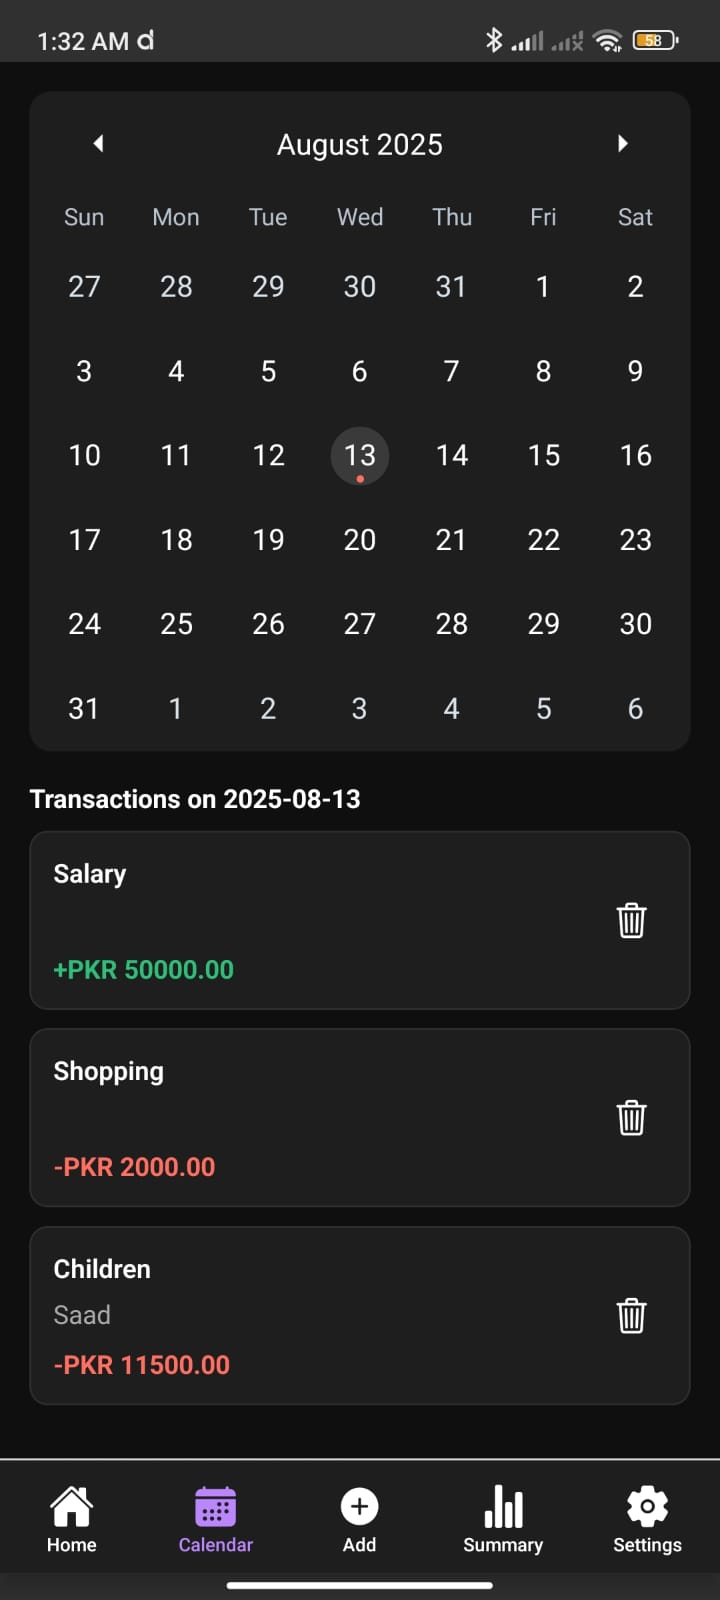 1:32 AM d
58
August 2025
Sun Mon Tue Wed Thu Fri Sat
27 28 29 30 31 1 2
3 4 5 6 7 8 9
10 11 12 13 14 15 16
17 18 19 20 21 22 23
24 25 26 27 28 29 30
31 1 2 3 4 5 6
Transactions on 2025-08-13
Salary
+PKR 50000.00
Shopping
-PKR 2000.00
Children
Saad
-PKR 11500.00
Home Calendar Add Summary Settings